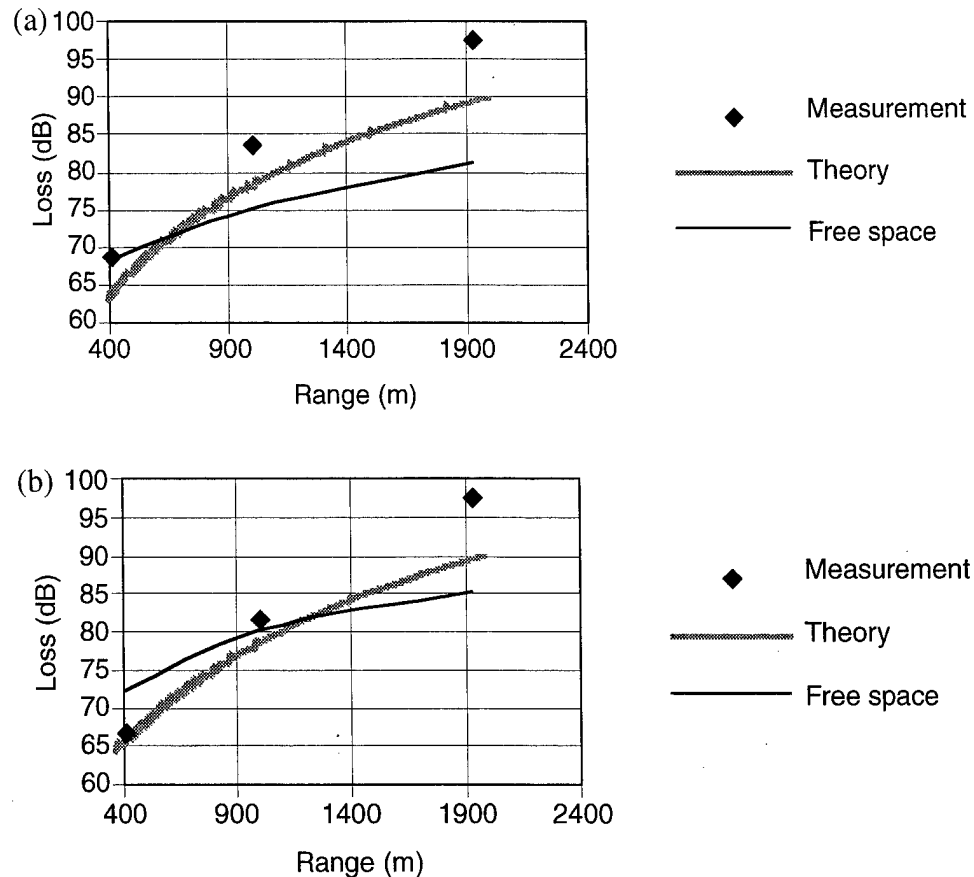 (a)
100
95
90
85
80
75
70
65
60
Loss (dB)
400 900 1400 1900 2400
Range (m)
Measurement
Theory
Free space
(b)
100
95
90
85
80
75
70
65
60
Loss (dB)
400 900 1400 1900 2400
Range (m)
Measurement
Theory
Free space